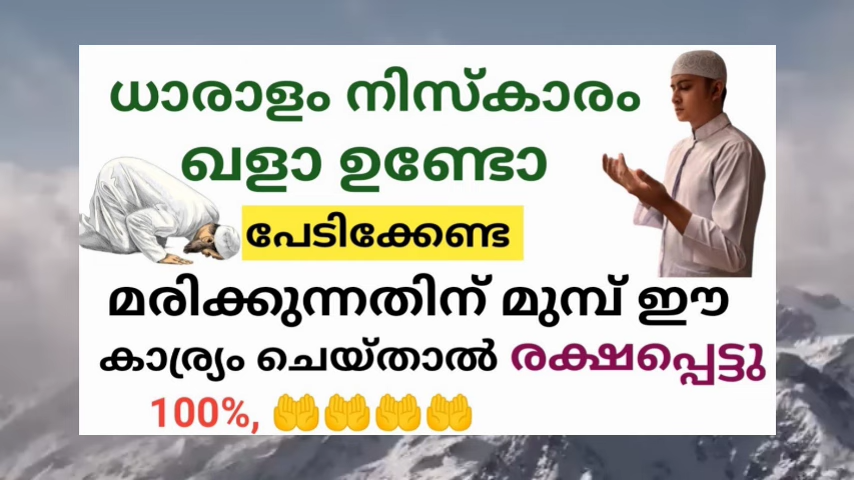 ധാരാളം നിസ്കാരം
ഖളാ ഉണ്ടോ
പേടിക്കേണ്ട
മരിക്കുന്നതിന് മുമ്പ് ഈ
കാര്യം ചെയ്താൽ രക്ഷപ്പെട്ടു
100%, 🤲🤲🤲🤲